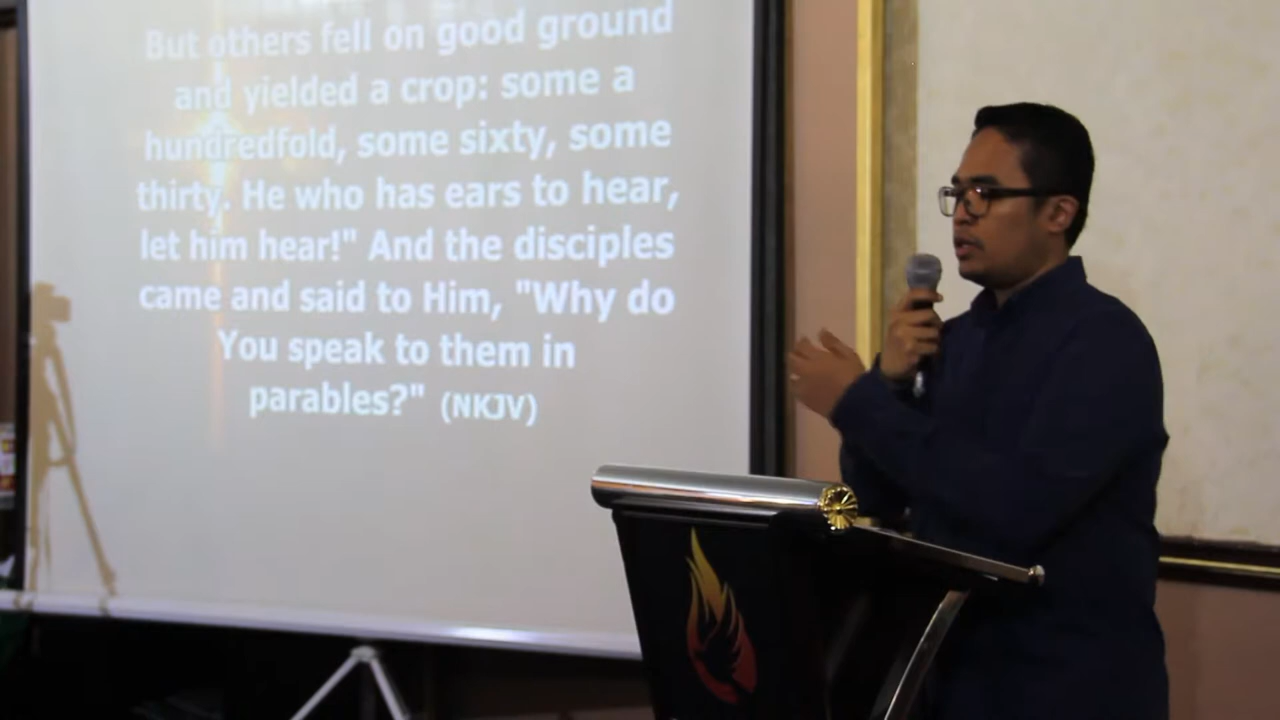 But others fell on good ground
and yielded a crop: some a
hundredfold, some sixty, some
thirty. He who has ears to hear,
let him hear!" And the disciples
came and said to Him, "Why do
You speak to them in
parables?" (NKJV)